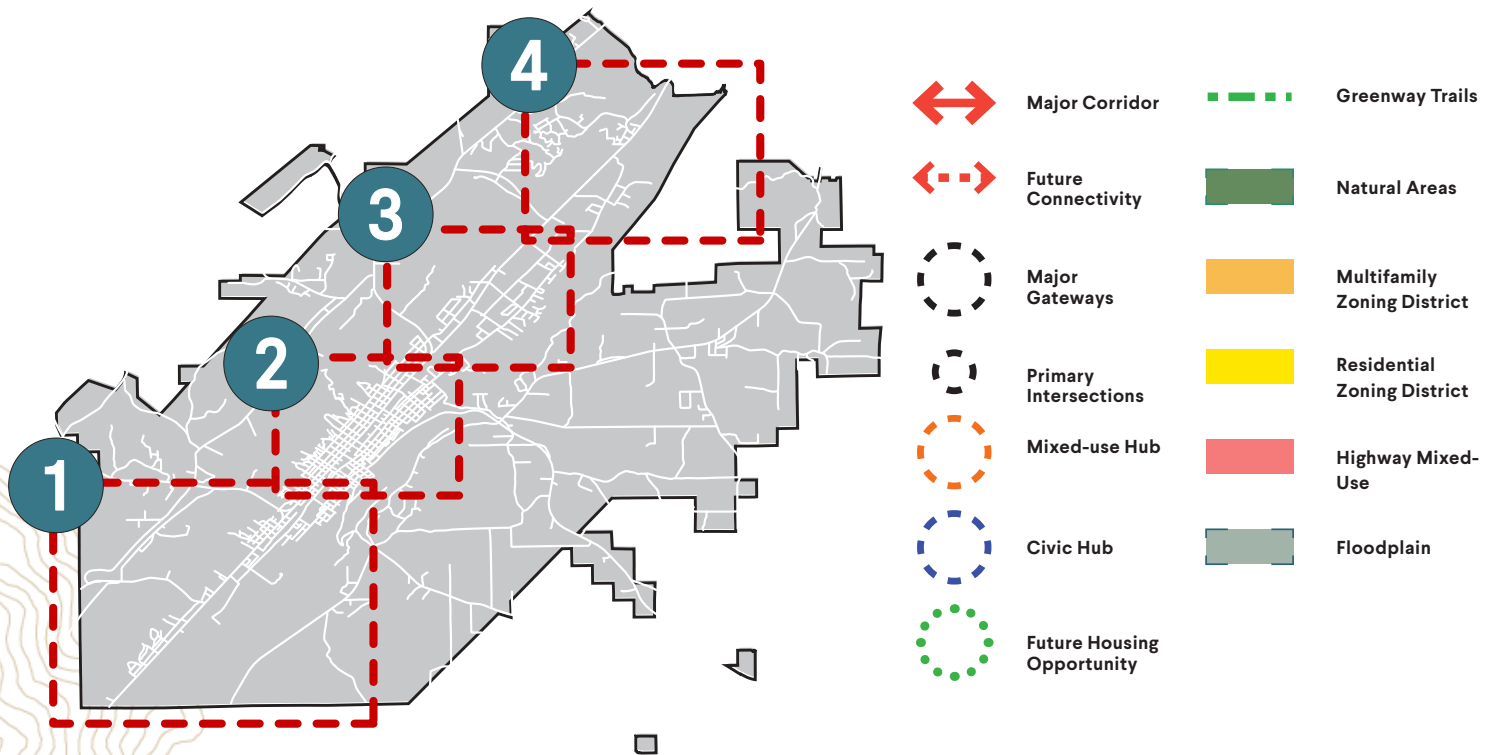 4
3
2
1
Major Corridor
Future
Connectivity
Major
Gateways
Primary
Intersections
Mixed-use Hub
Civic Hub
Future Housing
Opportunity
Greenway Trails
Natural Areas
Multifamily
Zoning District
Residential
Zoning District
Highway Mixed-
Use
Floodplain